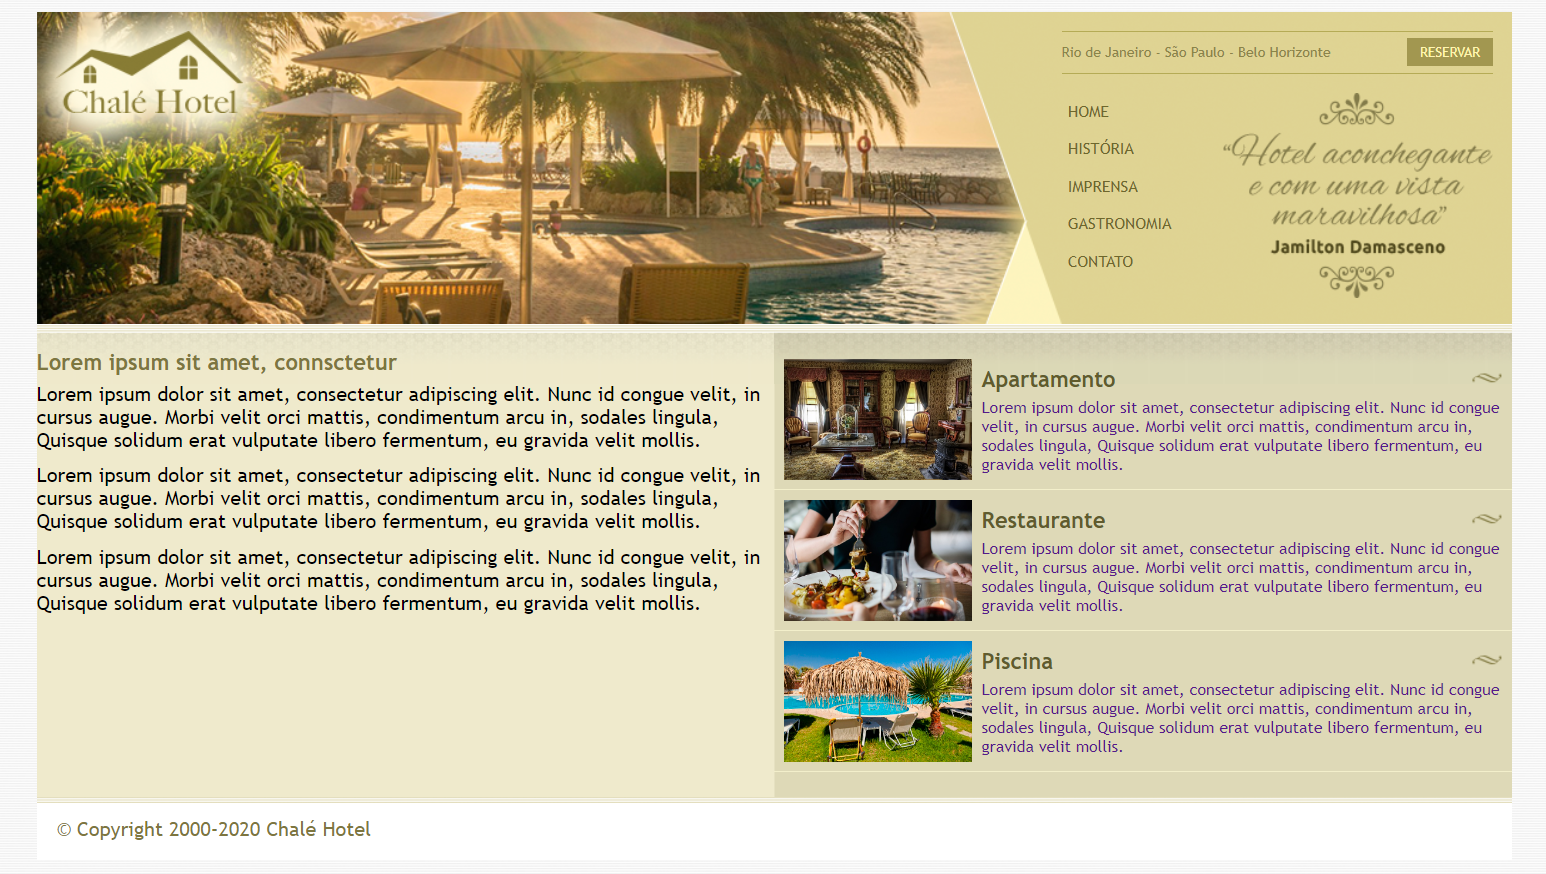 Chalé Hotel
Rio de Janeiro - São Paulo - Belo Horizonte
RESERVAR
HOME
HISTÓRIA
IMPRENSA
GASTRONOMIA
CONTATO
“Hotel aconchegante
e com uma vista
maravilhosa”
Jamilton Damasceno
Lorem ipsum sit amet, connsctetur
Lorem ipsum dolor sit amet, consectetur adipiscing elit. Nunc id congue velit, in
cursus augue. Morbi velit orci mattis, condimentum arcu in, sodales lingula,
Quisque solidum erat vulputate libero fermentum, eu gravida velit mollis.
Lorem ipsum dolor sit amet, consectetur adipiscing elit. Nunc id congue velit, in
cursus augue. Morbi velit orci mattis, condimentum arcu in, sodales lingula,
Quisque solidum erat vulputate libero fermentum, eu gravida velit mollis.
Lorem ipsum dolor sit amet, consectetur adipiscing elit. Nunc id congue velit, in
cursus augue. Morbi velit orci mattis, condimentum arcu in, sodales lingula,
Quisque solidum erat vulputate libero fermentum, eu gravida velit mollis.
Apartamento
Lorem ipsum dolor sit amet, consectetur adipiscing elit. Nunc id congue
velit, in cursus augue. Morbi velit orci mattis, condimentum arcu in,
sodales lingula, Quisque solidum erat vulputate libero fermentum, eu
gravida velit mollis.
Restaurante
Lorem ipsum dolor sit amet, consectetur adipiscing elit. Nunc id congue
velit, in cursus augue. Morbi velit orci mattis, condimentum arcu in,
sodales lingula, Quisque solidum erat vulputate libero fermentum, eu
gravida velit mollis.
Piscina
Lorem ipsum dolor sit amet, consectetur adipiscing elit. Nunc id congue
velit, in cursus augue. Morbi velit orci mattis, condimentum arcu in,
sodales lingula, Quisque solidum erat vulputate libero fermentum, eu
gravida velit mollis.
© Copyright 2000-2020 Chalé Hotel